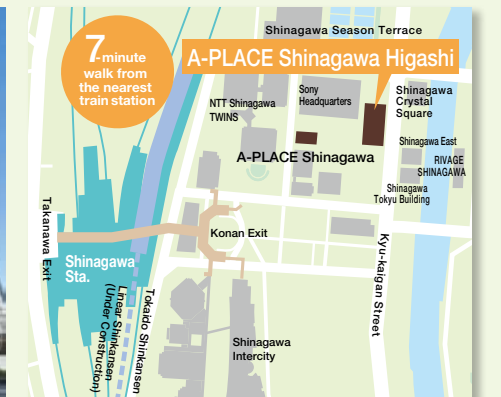 Shinagawa Season Terrace
7-minute
walk from
the nearest
train station
A-PLACE Shinagawa Higashi
NTT Shinagawa
TWINS
Sony
Headquarters
Shinagawa
Crystal
Square
Shinagawa East
RIVAGE
SHINAGAWA
A-PLACE Shinagawa
Shinagawa
Tokyu Building
Takanawa Exit
Konan Exit
Shinagawa
Sta.
Kyu-kaigan Street
Tokaido Shinkansen
Linear Shinkansen
(Under Construction)
Shinagawa
Intercity